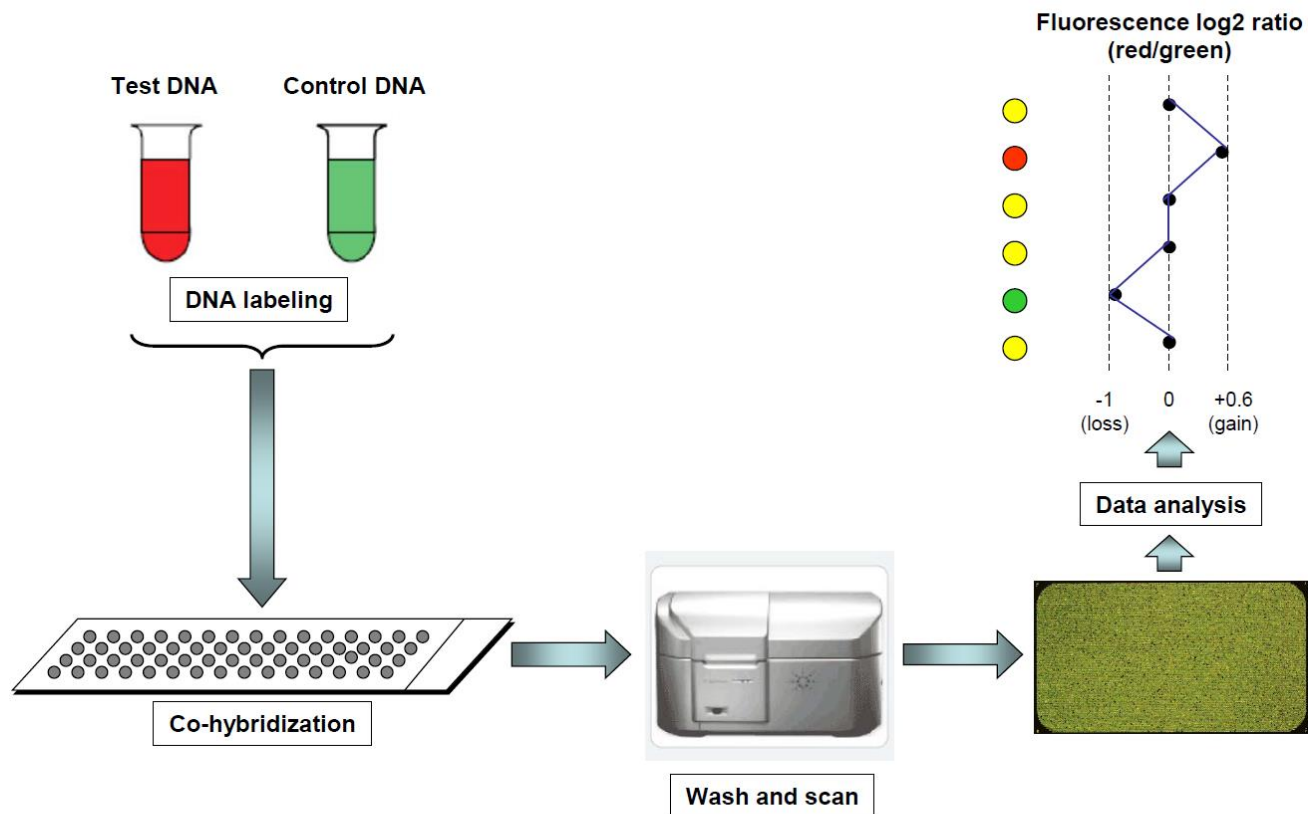 Fluorescence log2 ratio
(red/green)
Test DNA
Control DNA
DNA labeling
-1
0
+0.6
(loss)
(gain)
Data analysis
Co-hybridization
Wash and scan